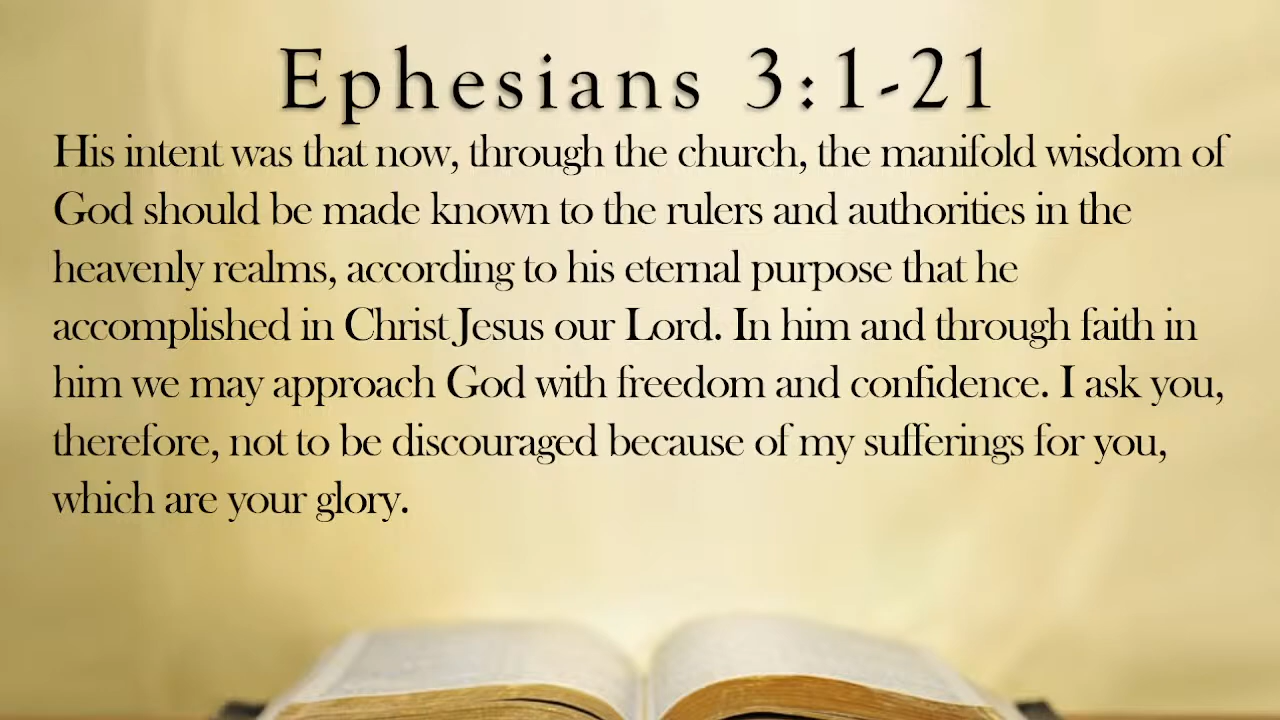 Ephesians 3:1-21
His intent was that now, through the church, the manifold wisdom of
God should be made known to the rulers and authorities in the
heavenly realms, according to his eternal purpose that he
accomplished in Christ Jesus our Lord. In him and through faith in
him we may approach God with freedom and confidence. I ask you,
therefore, not to be discouraged because of my sufferings for you,
which are your glory.